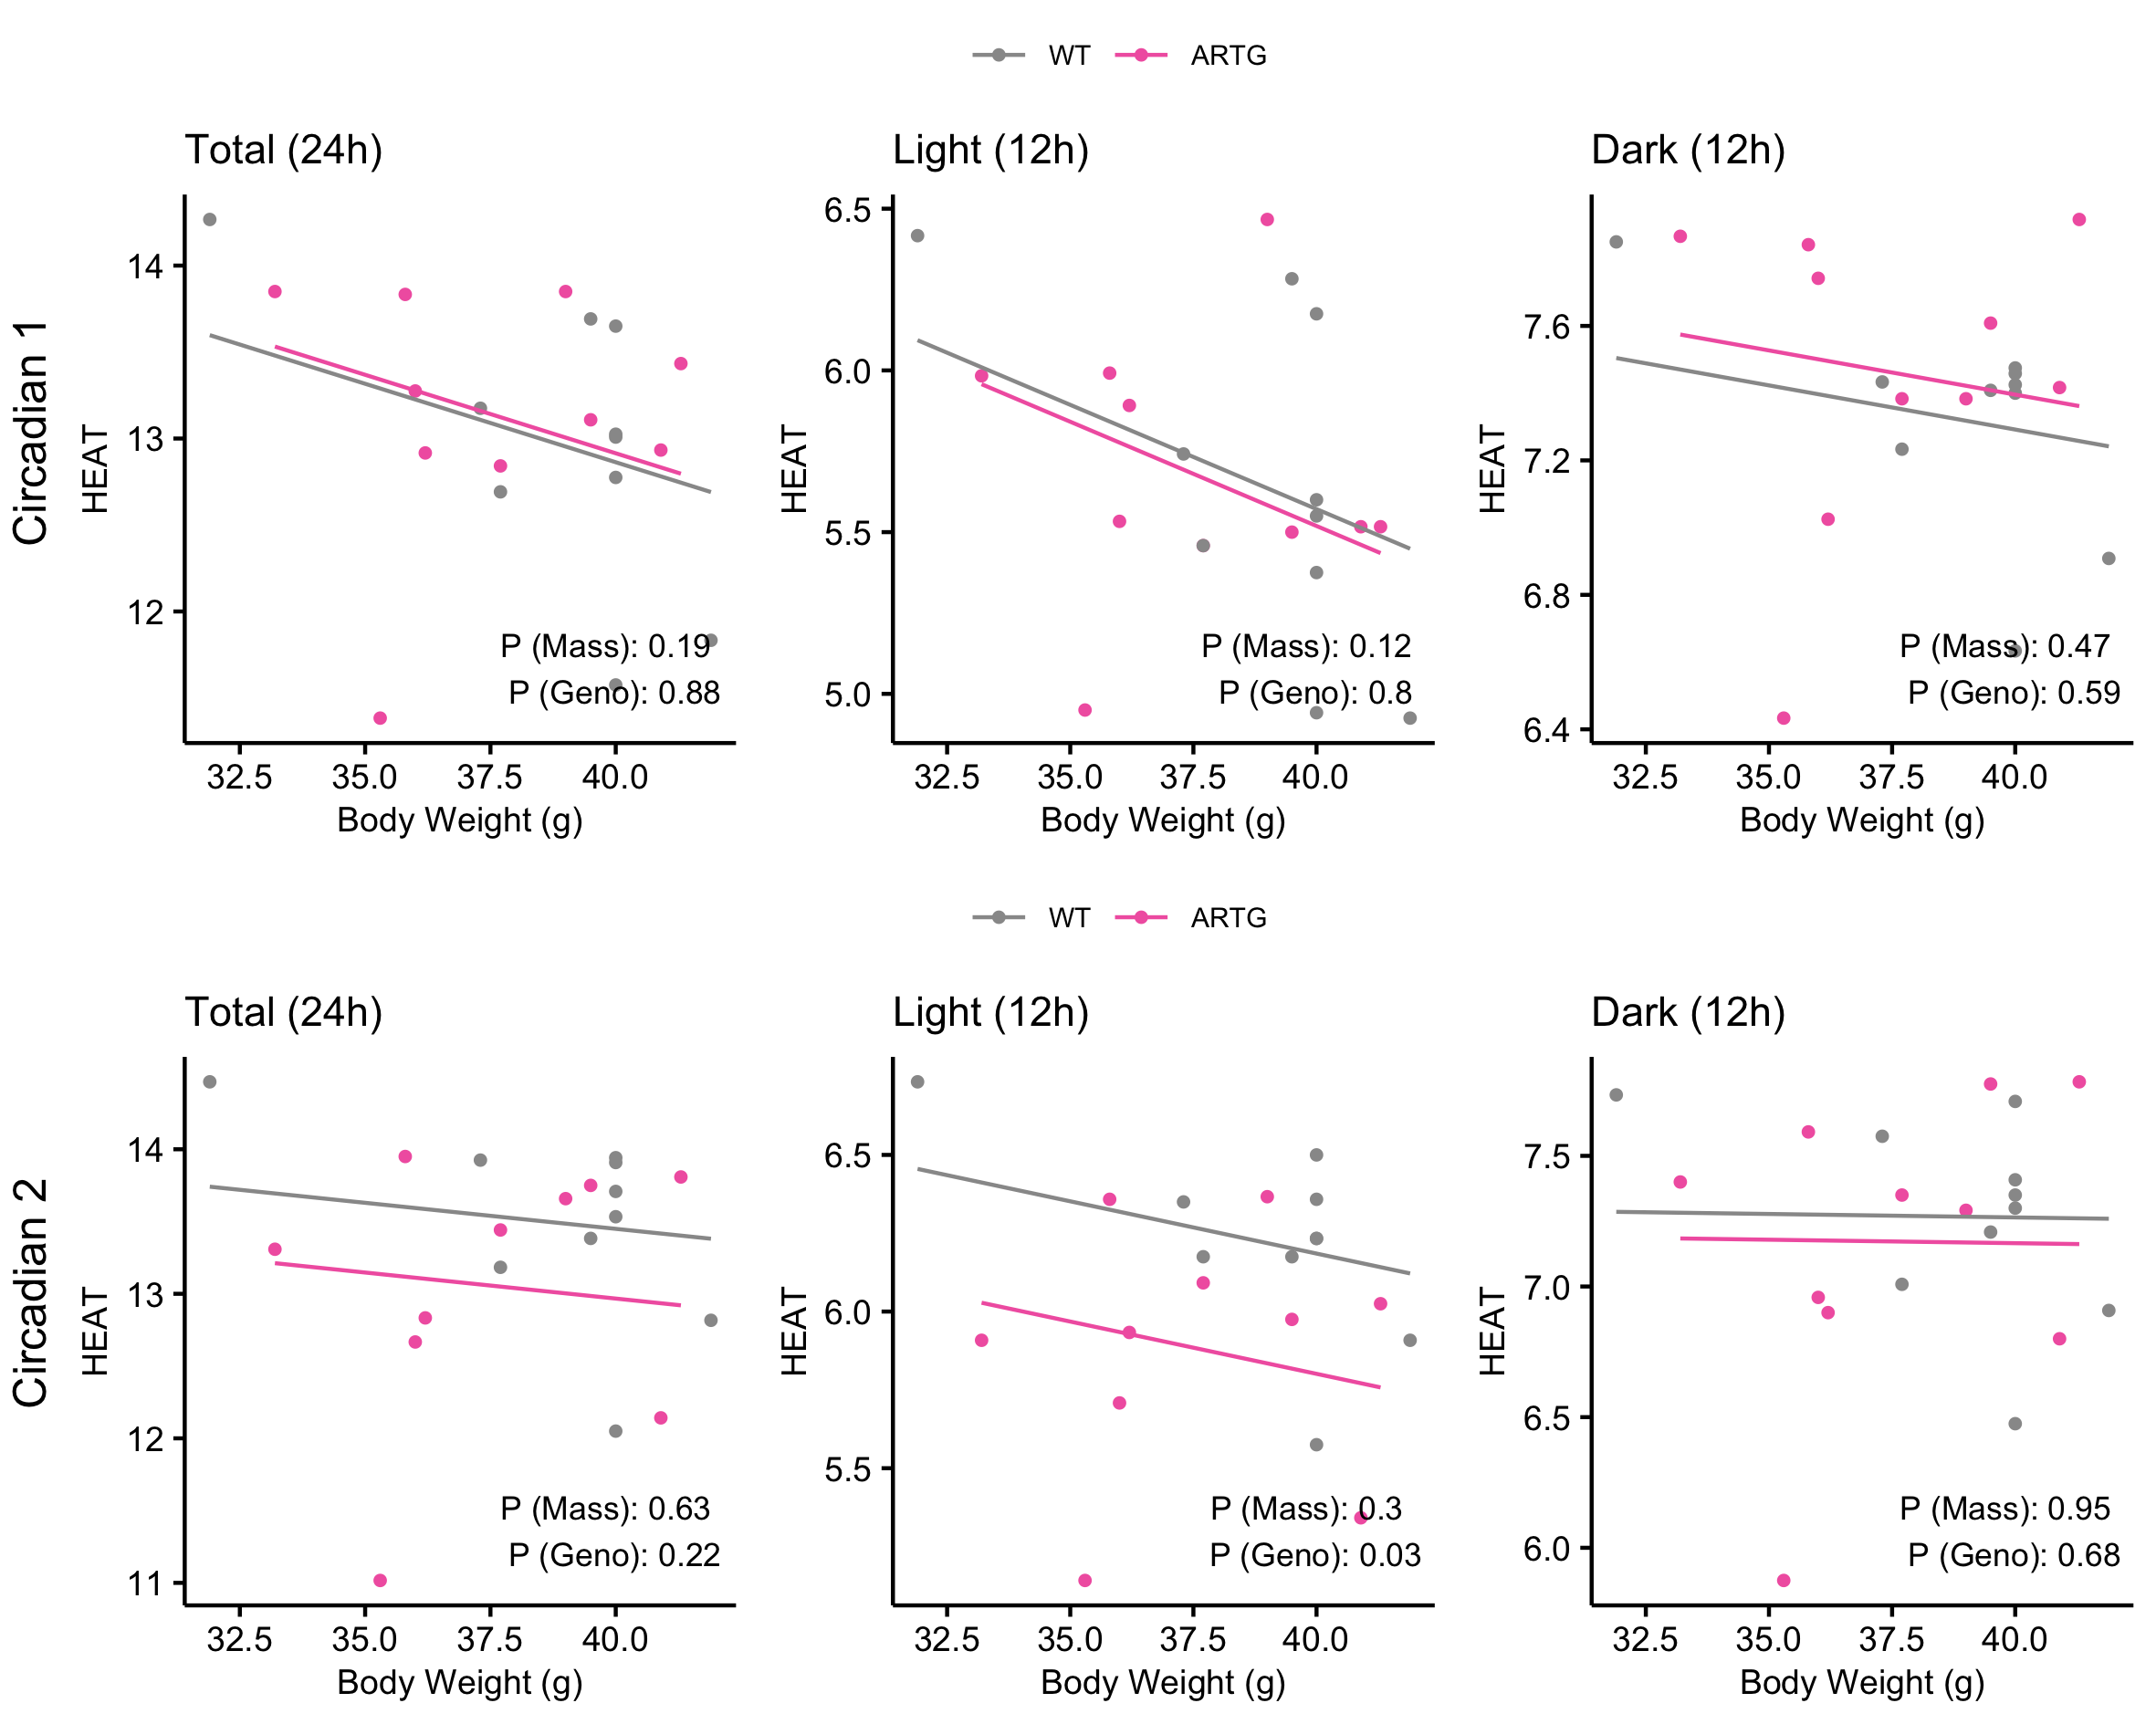 WT ARTG
Total (24h) Light (12h) Dark (12h)
Circadian 1
HEAT
14
13
12
P (Mass): 0.19
P (Geno): 0.88
32.5 35.0 37.5 40.0
Body Weight (g)
HEAT
6.5
6.0
5.5
5.0
P (Mass): 0.12
P (Geno): 0.8
32.5 35.0 37.5 40.0
Body Weight (g)
HEAT
7.6
7.2
6.8
6.4
P (Mass): 0.47
P (Geno): 0.59
32.5 35.0 37.5 40.0
Body Weight (g)
WT ARTG
Total (24h) Light (12h) Dark (12h)
Circadian 2
HEAT
14
13
12
11
P (Mass): 0.63
P (Geno): 0.22
32.5 35.0 37.5 40.0
Body Weight (g)
HEAT
6.5
6.0
5.5
P (Mass): 0.3
P (Geno): 0.03
32.5 35.0 37.5 40.0
Body Weight (g)
HEAT
7.5
7.0
6.5
6.0
P (Mass): 0.95
P (Geno): 0.68
32.5 35.0 37.5 40.0
Body Weight (g)